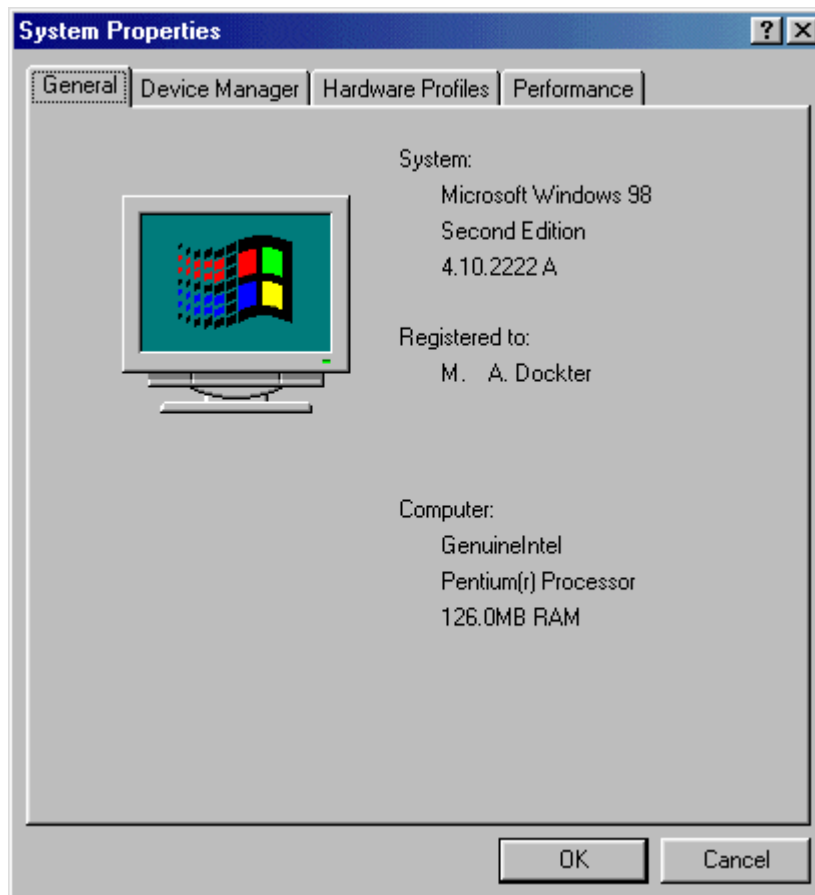 System Properties
General Device Manager Hardware Profiles Performance
System:
Microsoft Windows 98
Second Edition
4.10.2222 A
Registered to:
M. A. Dockter
Computer:
GenuineIntel
Pentium(r) Processor
126.0MB RAM
OK Cancel